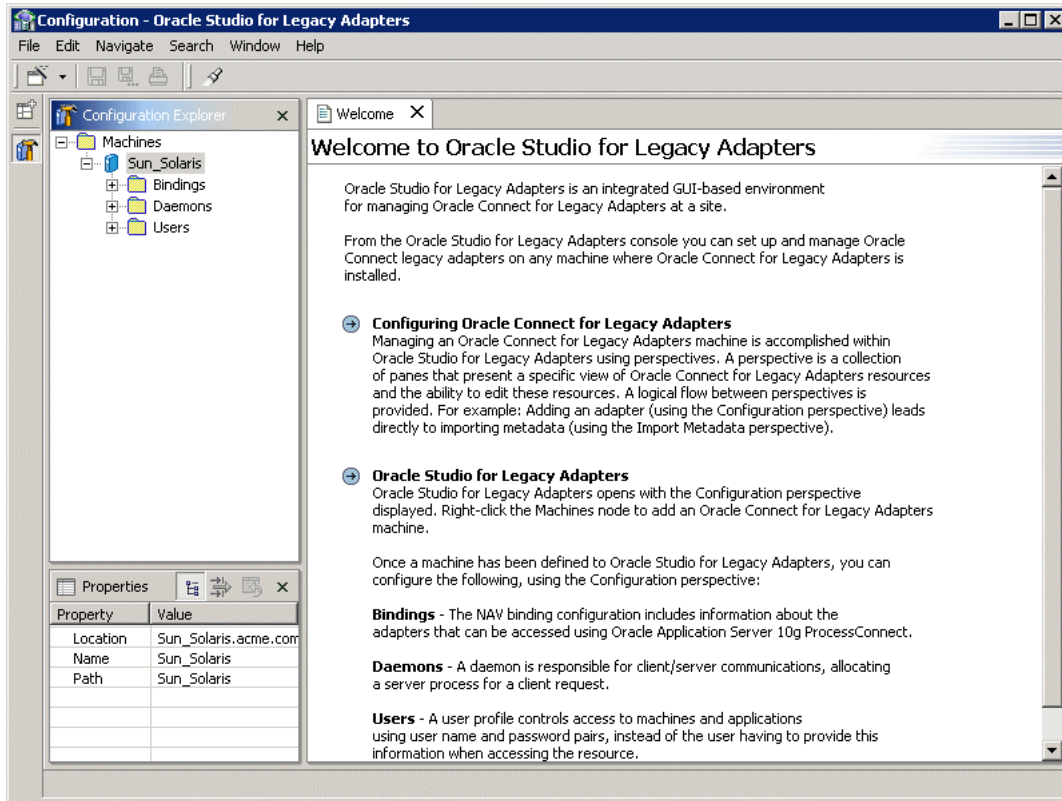 Configuration - Oracle Studio for Legacy Adapters
File Edit Navigate Search Window Help
Configuration Explorer
Machines
Sun_Solaris
Bindings
Daemons
Users
Properties
Property Value
Location Sun_Solaris.acme.com
Name Sun_Solaris
Path Sun_Solaris
Welcome
Welcome to Oracle Studio for Legacy Adapters
Oracle Studio for Legacy Adapters is an integrated GUI-based environment
for managing Oracle Connect for Legacy Adapters at a site.
From the Oracle Studio for Legacy Adapters console you can set up and manage Oracle
Connect legacy adapters on any machine where Oracle Connect for Legacy Adapters is
installed.
Configuring Oracle Connect for Legacy Adapters
Managing an Oracle Connect for Legacy Adapters machine is accomplished within
Oracle Studio for Legacy Adapters using perspectives. A perspective is a collection
of panes that present a specific view of Oracle Connect for Legacy Adapters resources
and the ability to edit these resources. A logical flow between perspectives is
provided. For example: Adding an adapter (using the Configuration perspective) leads
directly to importing metadata (using the Import Metadata perspective).
Oracle Studio for Legacy Adapters
Oracle Studio for Legacy Adapters opens with the Configuration perspective
displayed. Right-click the Machines node to add an Oracle Connect for Legacy Adapters
machine.
Once a machine has been defined to Oracle Studio for Legacy Adapters, you can
configure the following, using the Configuration perspective:
Bindings - The NAV binding configuration includes information about the
adapters that can be accessed using Oracle Application Server 10g ProcessConnect.
Daemons - A daemon is responsible for client/server communications, allocating
a server process for a client request.
Users - A user profile controls access to machines and applications
using user name and password pairs, instead of the user having to provide this
information when accessing the resource.